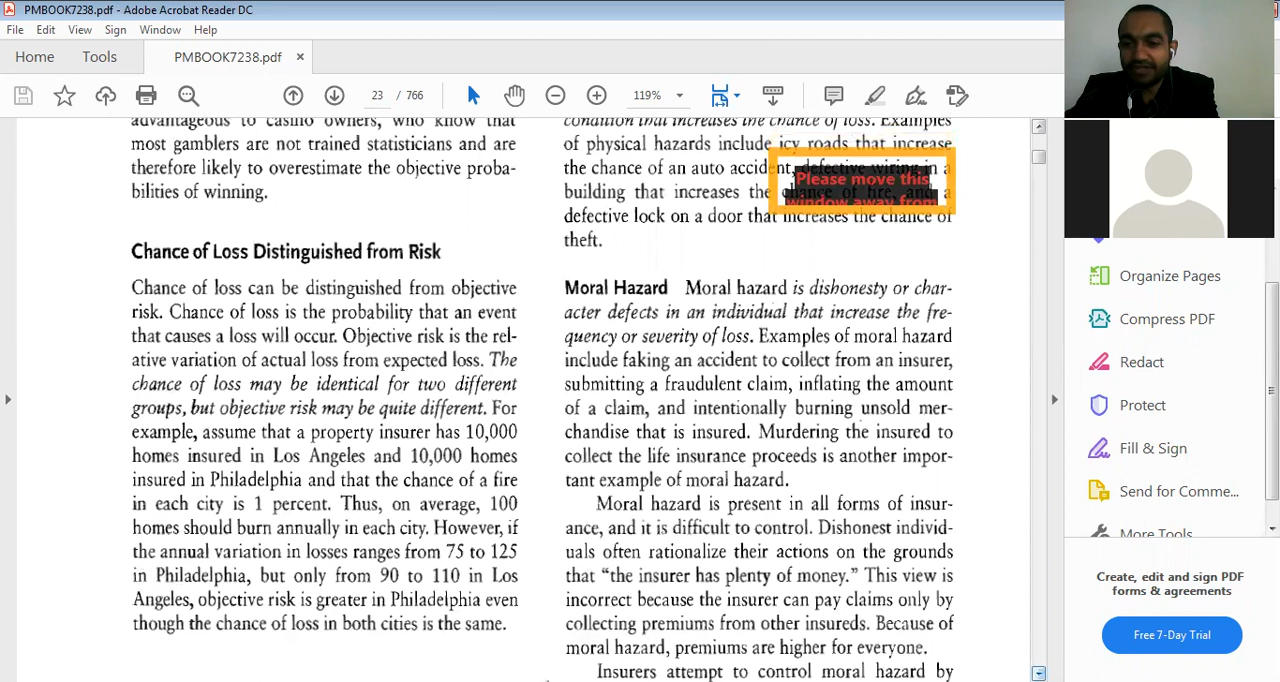 PMBOOK7238.pdf - Adobe Acrobat Reader DC
File Edit View Sign Window Help
Home Tools PMBOOK7238.pdf ×
23 / 766 119%
advantageous to casino owners, who know that
most gamblers are not trained statisticians and are
therefore likely to overestimate the objective proba-
bilities of winning.
Chance of Loss Distinguished from Risk
Chance of loss can be distinguished from objective
risk. Chance of loss is the probability that an event
that causes a loss will occur. Objective risk is the rel-
ative variation of actual loss from expected loss. The
chance of loss may be identical for two different
groups, but objective risk may be quite different. For
example, assume that a property insurer has 10,000
homes insured in Los Angeles and 10,000 homes
insured in Philadelphia and that the chance of a fire
in each city is 1 percent. Thus, on average, 100
homes should burn annually in each city. However, if
the annual variation in losses ranges from 75 to 125
in Philadelphia, but only from 90 to 110 in Los
Angeles, objective risk is greater in Philadelphia even
though the chance of loss in both cities is the same.
condition that increases the chance of loss. Examples
of physical hazards include icy roads that increase
the chance of an auto accident, defective wiring in a
building that increases the chance of fire, and a
defective lock on a door that increases the chance of
theft.
Please move this
window away from
Moral Hazard Moral hazard is dishonesty or char-
acter defects in an individual that increase the fre-
quency or severity of loss. Examples of moral hazard
include faking an accident to collect from an insurer,
submitting a fraudulent claim, inflating the amount
of a claim, and intentionally burning unsold mer-
chandise that is insured. Murdering the insured to
collect the life insurance proceeds is another impor-
tant example of moral hazard.
Moral hazard is present in all forms of insur-
ance, and it is difficult to control. Dishonest individ-
uals often rationalize their actions on the grounds
that “the insurer has plenty of money.” This view is
incorrect because the insurer can pay claims only by
collecting premiums from other insureds. Because of
moral hazard, premiums are higher for everyone.
Insurers attempt to control moral hazard by
Organize Pages
Compress PDF
Redact
Protect
Fill & Sign
Send for Comme...
More Tools
Create, edit and sign PDF
forms & agreements
Free 7-Day Trial